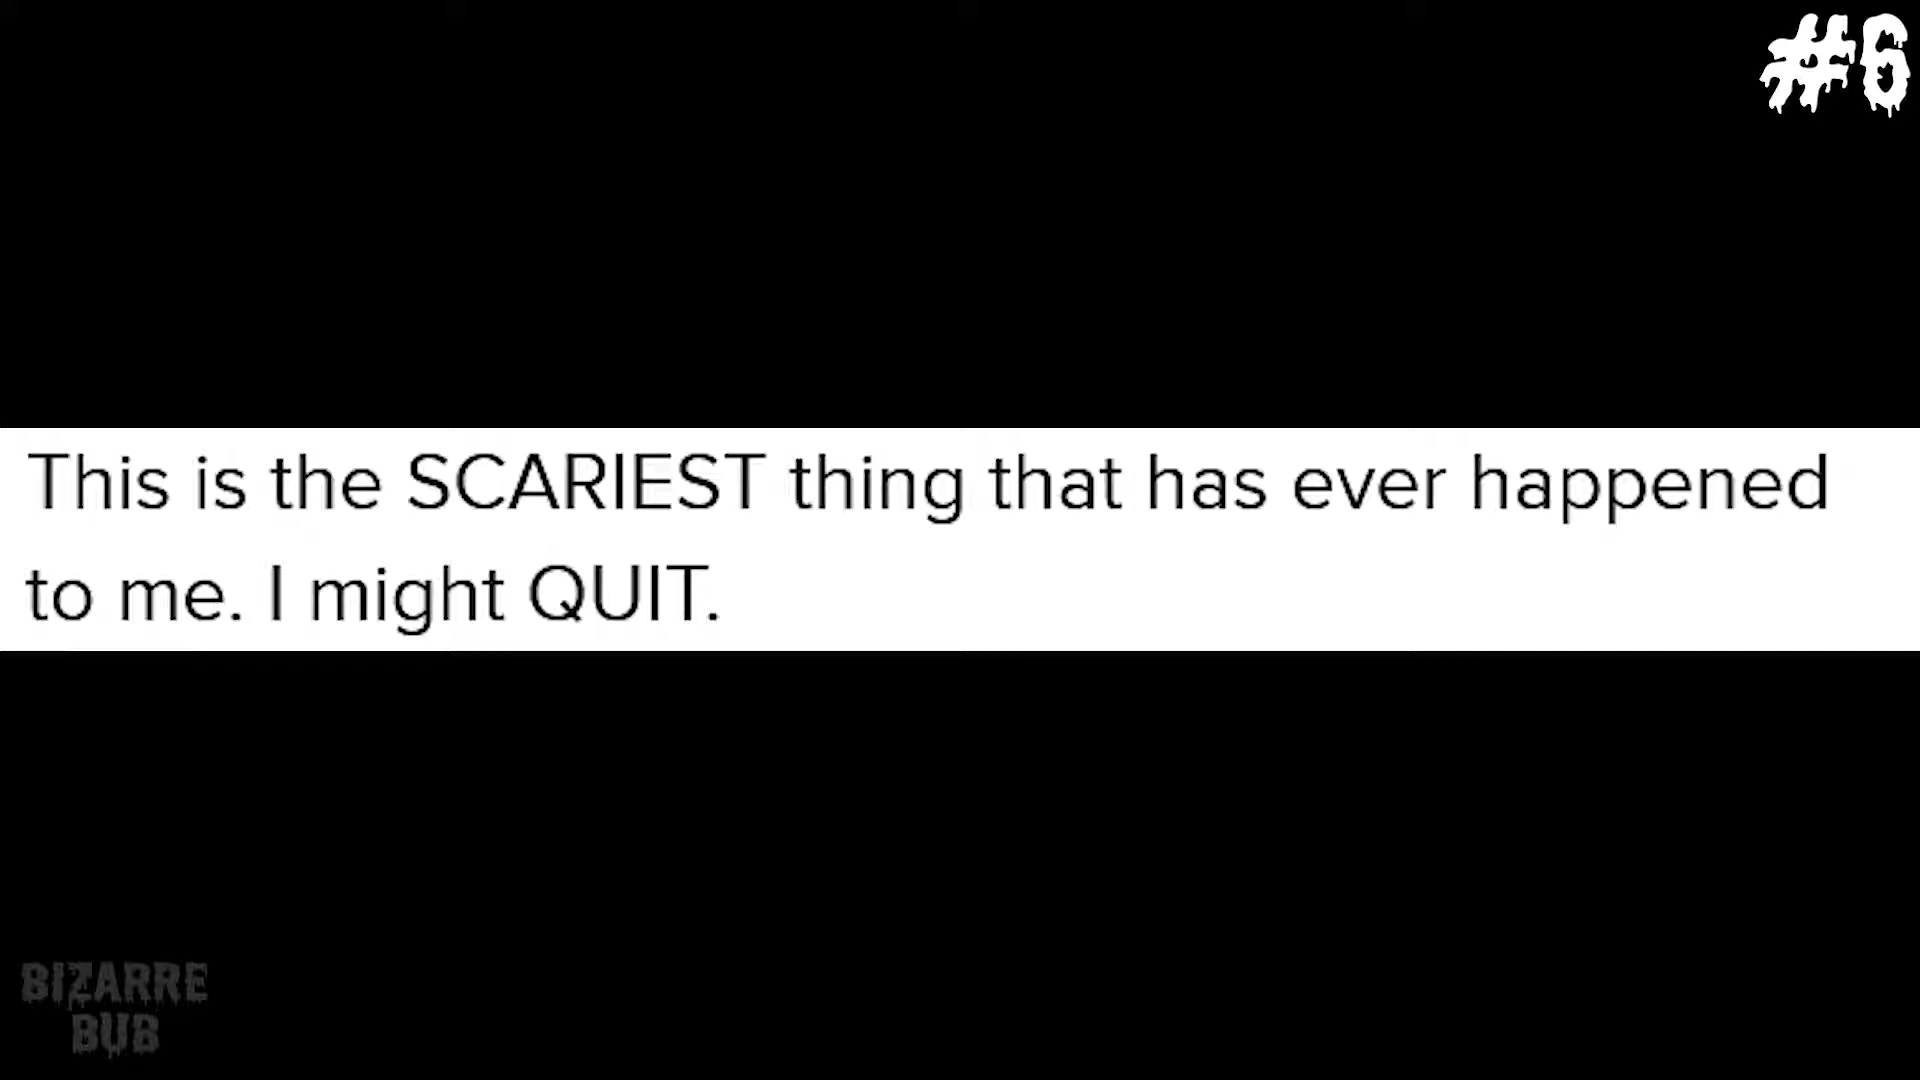 #6
This is the SCARIEST thing that has ever happened
to me. I might QUIT.
BIZARRE
BUB